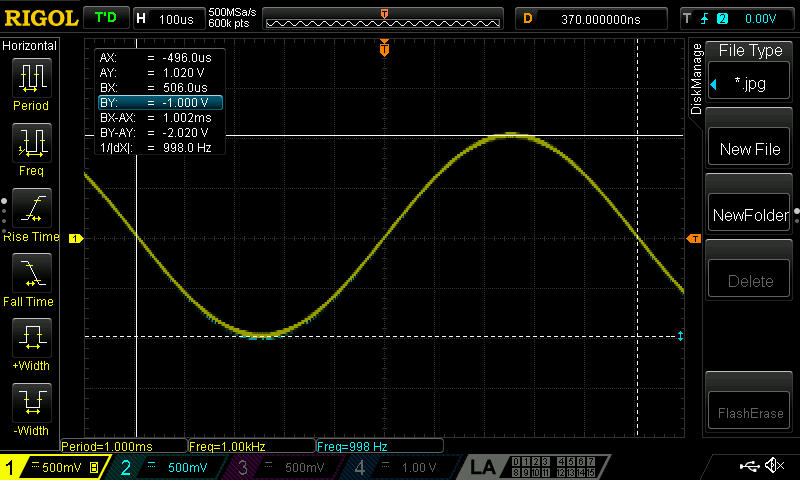 RIGOL T'D H 100us 500MSa/s 600k pts T D 370.000000ns T 2 0.00V
Horizontal
Period
Freq
Rise Time
Fall Time
+Width
-Width
AX: = -496.0us
AY: = 1.020 V
BX: = 506.0us
BY: = -1.000 V
BX-AX: = 1.002ms
BY-AY: = -2.020 V
1/|dX|: = 998.0 Hz
T
1
T
DiskManage
File Type
*.jpg
New File
NewFolder
Delete
FlashErase
Period=1.000ms Freq=1.00kHz Freq=998 Hz
1 = 500mV B 2 = 500mV 3 = 500mV 4 = 1.00 V LA 0 1 2 3 4 5 6 7
8 9 10 11 12 13 14 15